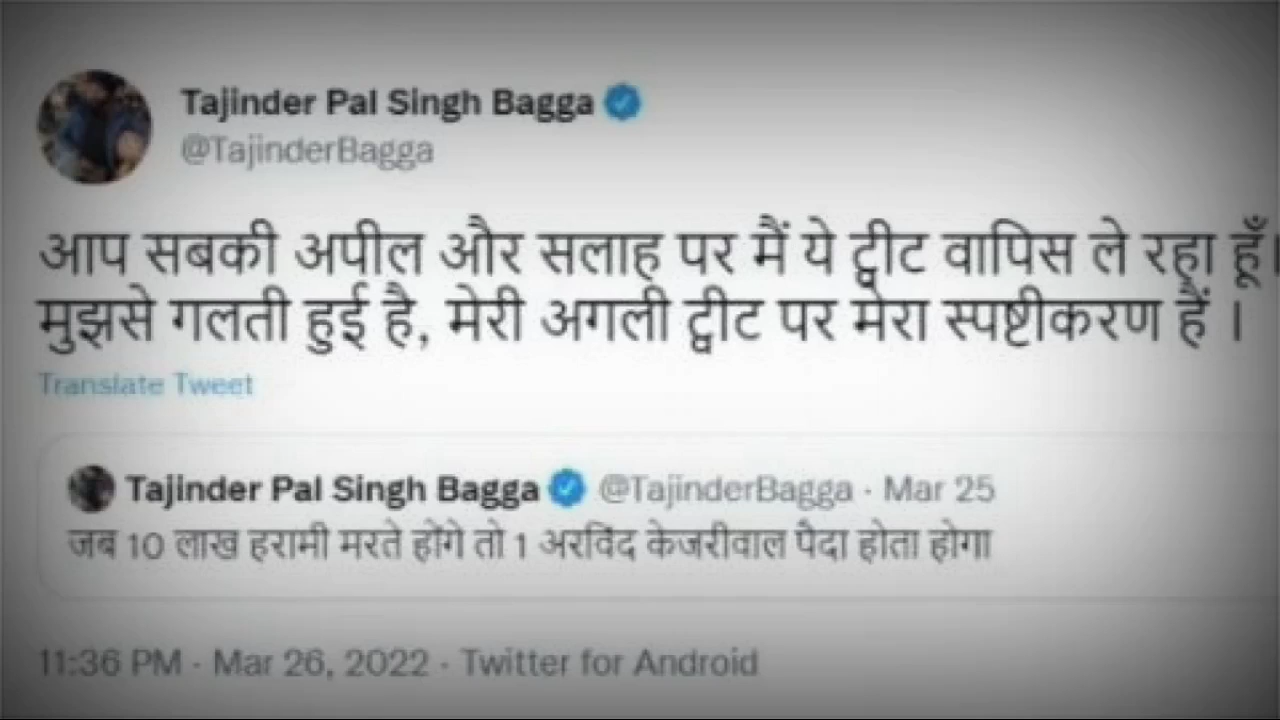 Tajinder Pal Singh Bagga
@TajinderBagga
आप सबकी अपील और सलाह पर मैं ये ट्वीट वापिस ले रहा हूँ।
मुझसे गलती हुई है, मेरी अगली ट्वीट पर मेरा स्पष्टीकरण हैं ।
Translate Tweet
Tajinder Pal Singh Bagga @TajinderBagga · Mar 25
जब 10 लाख हरामी मरते होंगे तो 1 अरविंद केजरीवाल पैदा होता होगा
11:36 PM · Mar 26, 2022 · Twitter for Android